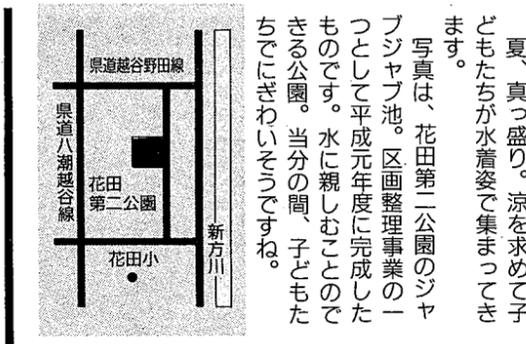 夏、真っ盛り。涼を求めて子
どもたちが水着姿で集まってき
ます。
写真は、花田第二公園のジャ
ブジャブ池。区画整理事業の一
つとして平成元年度に完成した
ものです。水に親しむことので
きる公園。当分の間、子どもた
ちでにぎわいそうですね。
県道越谷野田線
県道八潮越谷線
花田
第二公園
新方川
花田小